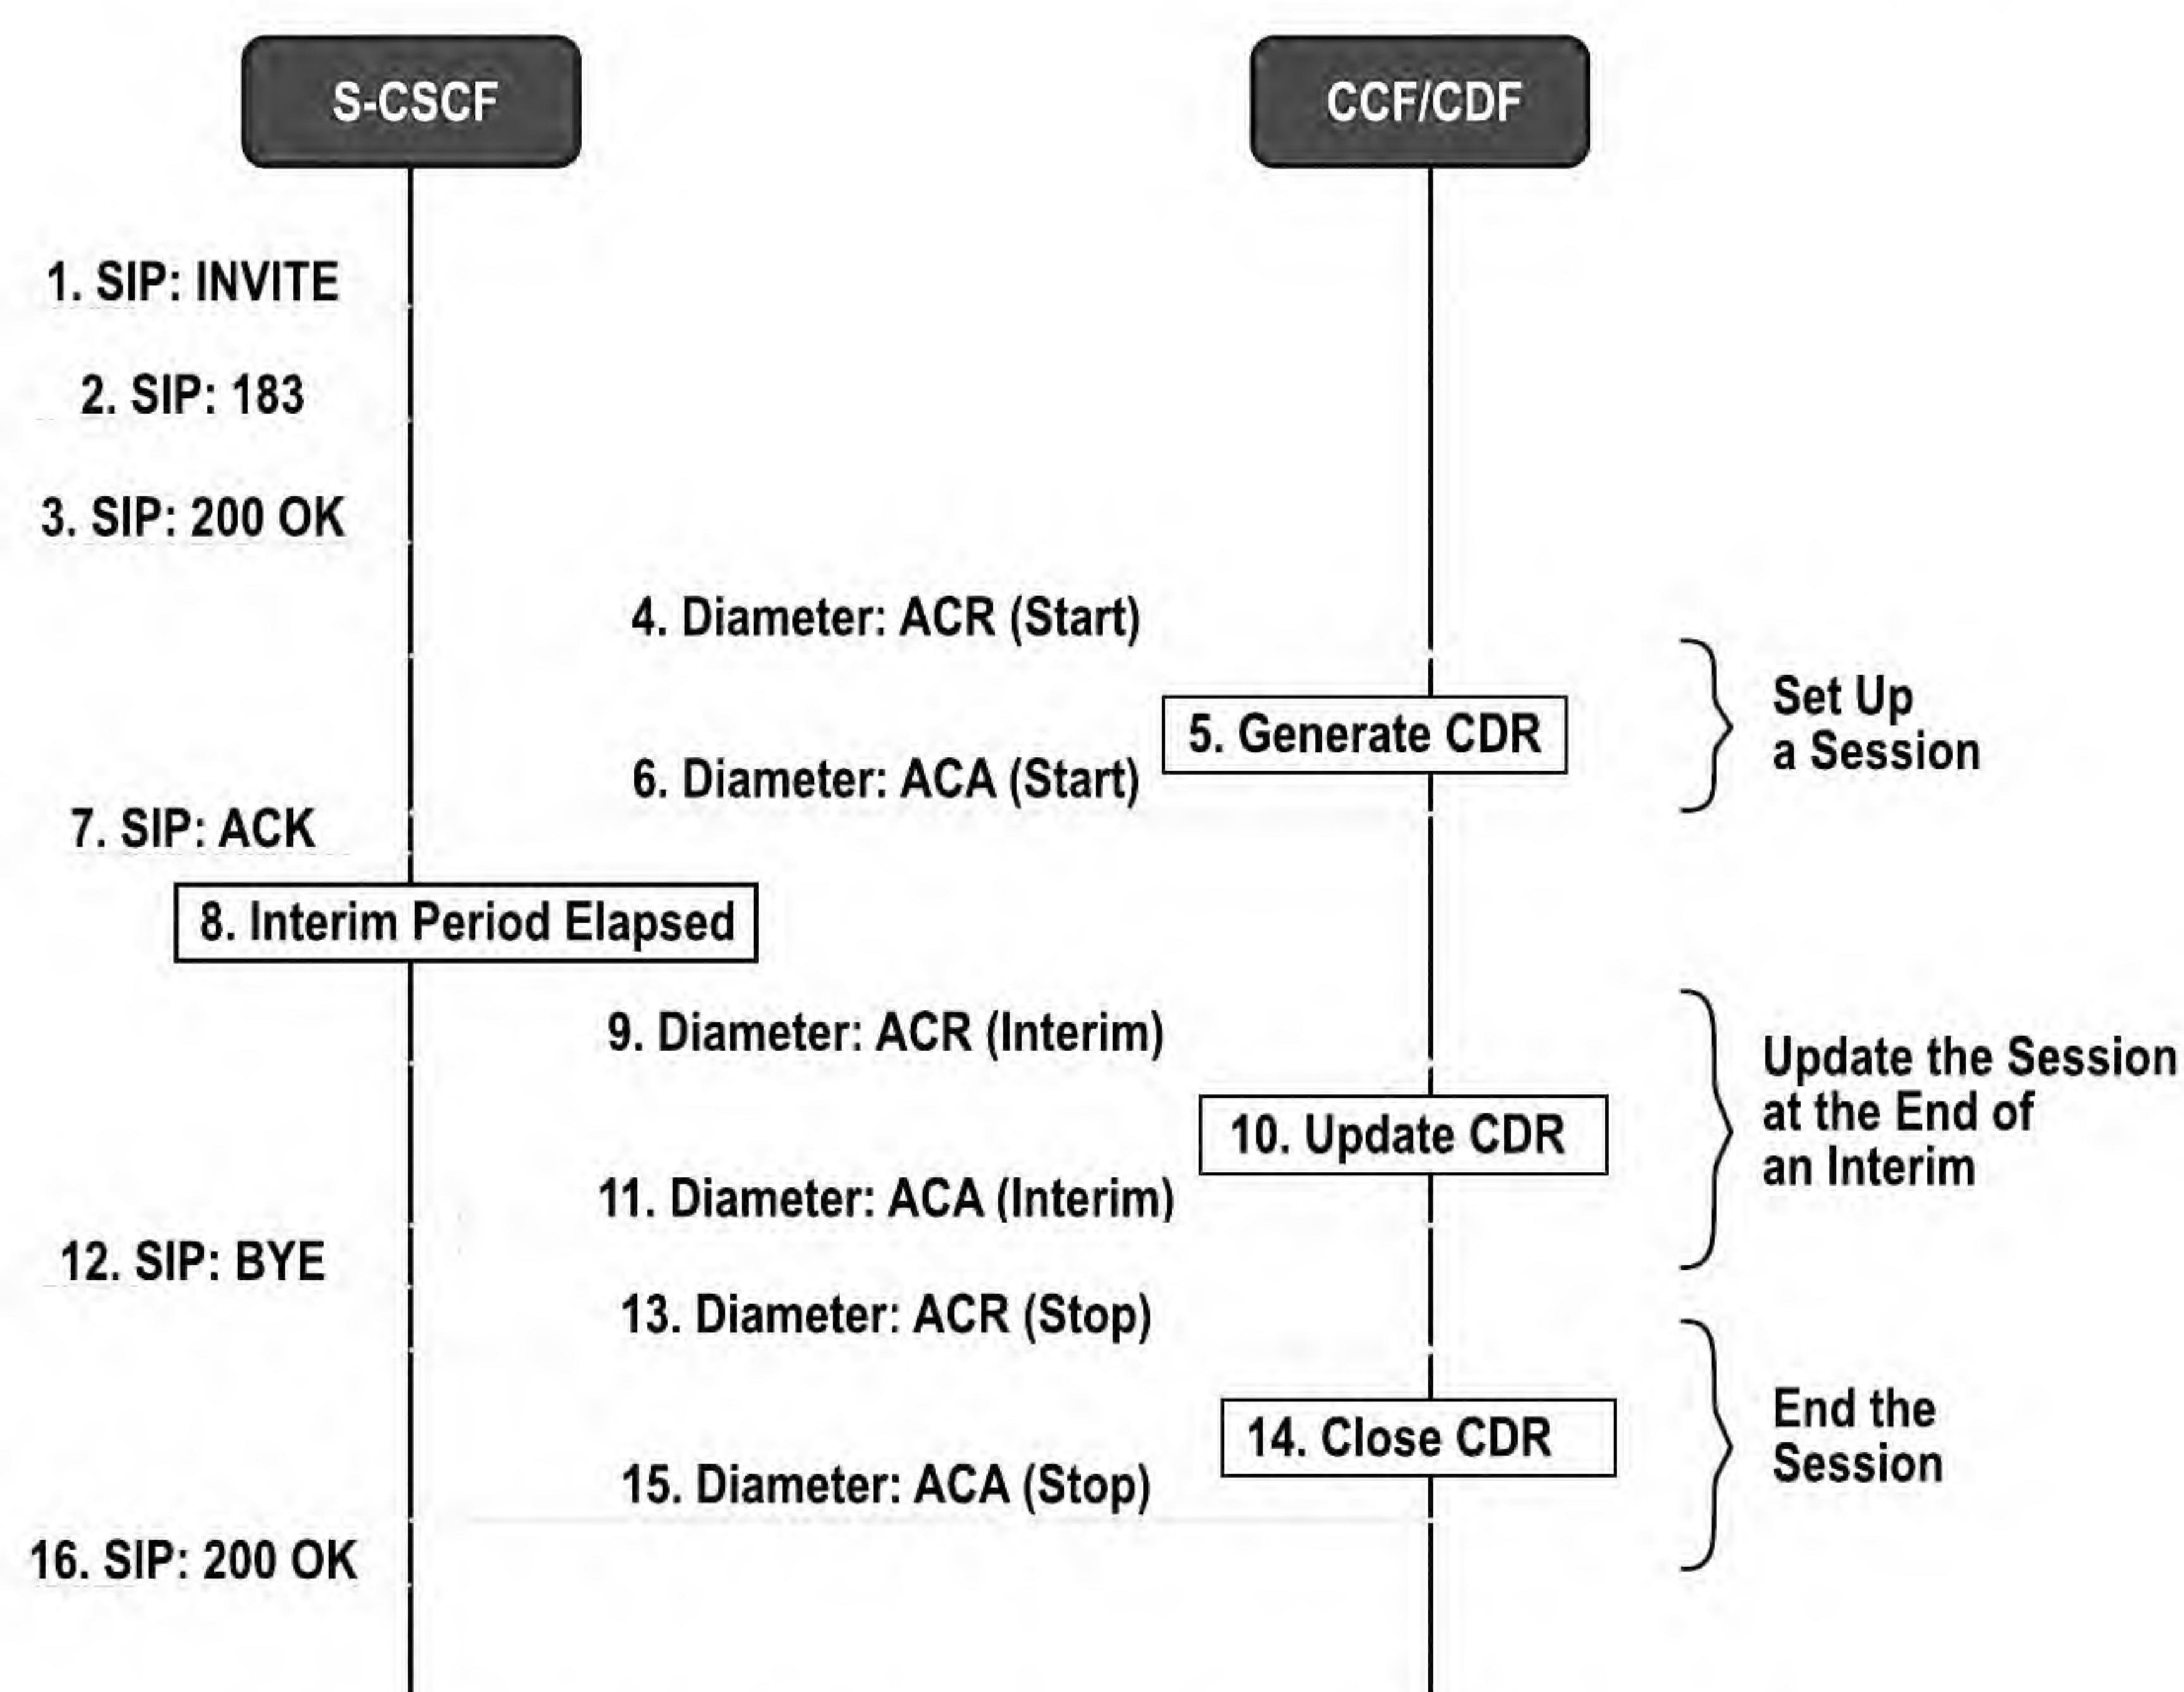 S-CSCF
CCF/CDF
1. SIP: INVITE
2. SIP: 183
3. SIP: 200 OK
4. Diameter: ACR (Start)
5. Generate CDR
Set Up
a Session
6. Diameter: ACA (Start)
7. SIP: ACK
8. Interim Period Elapsed
9. Diameter: ACR (Interim)
10. Update CDR
Update the Session
at the End of
an Interim
11. Diameter: ACA (Interim)
12. SIP: BYE
13. Diameter: ACR (Stop)
14. Close CDR
End the
Session
15. Diameter: ACA (Stop)
16. SIP: 200 OK